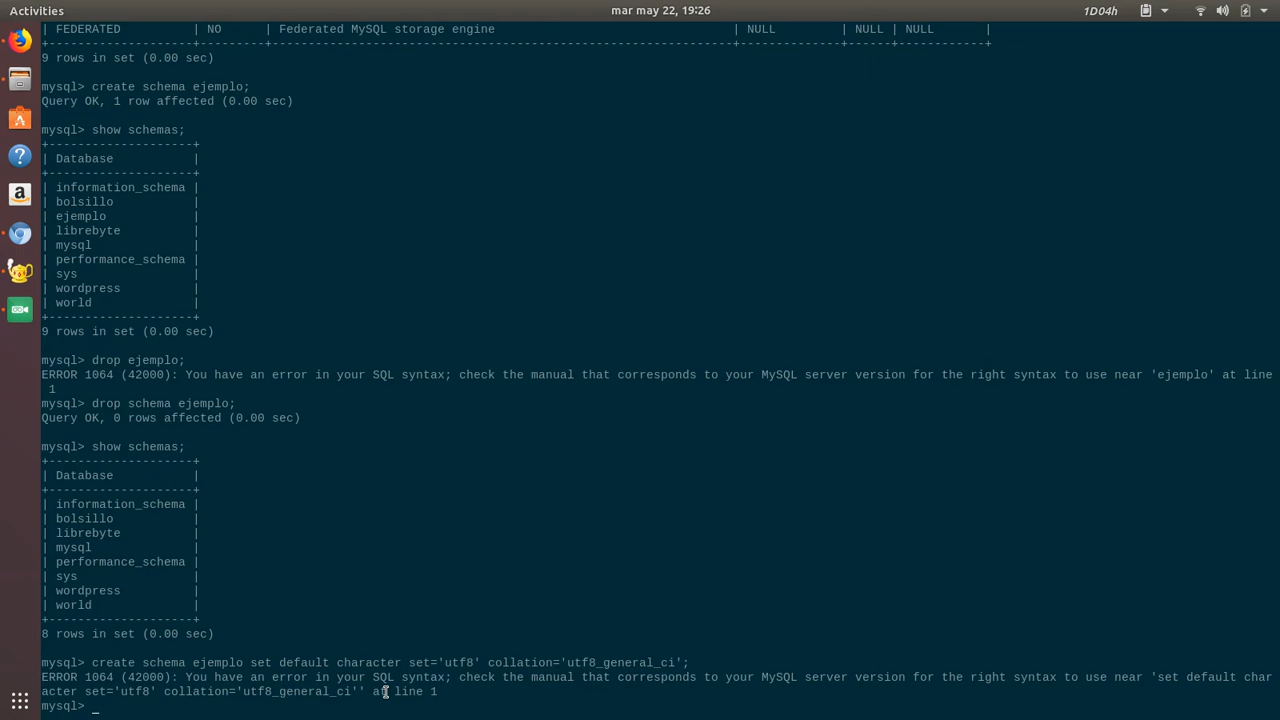 Activities mar may 22, 19:26 1D04h
| FEDERATED          | NO     | Federated MySQL storage engine                                 | NULL         | NULL | NULL       |
+--------------------+--------+----------------------------------------------------------------+--------------+------+------------+
9 rows in set (0.00 sec)
mysql> create schema ejemplo;
Query OK, 1 row affected (0.00 sec)
mysql> show schemas;
+--------------------+
| Database           |
+--------------------+
| information_schema |
| bolsillo           |
| ejemplo            |
| librebyte          |
| mysql              |
| performance_schema |
| sys                |
| wordpress          |
| world              |
+--------------------+
9 rows in set (0.00 sec)
mysql> drop ejemplo;
ERROR 1064 (42000): You have an error in your SQL syntax; check the manual that corresponds to your MySQL server version for the right syntax to use near 'ejemplo' at line
 1
mysql> drop schema ejemplo;
Query OK, 0 rows affected (0.00 sec)
mysql> show schemas;
+--------------------+
| Database           |
+--------------------+
| information_schema |
| bolsillo           |
| librebyte          |
| mysql              |
| performance_schema |
| sys                |
| wordpress          |
| world              |
+--------------------+
8 rows in set (0.00 sec)
mysql> create schema ejemplo set default character set='utf8' collation='utf8_general_ci';
ERROR 1064 (42000): You have an error in your SQL syntax; check the manual that corresponds to your MySQL server version for the right syntax to use near 'set default char
acter set='utf8' collation='utf8_general_ci'' at line 1
mysql> _